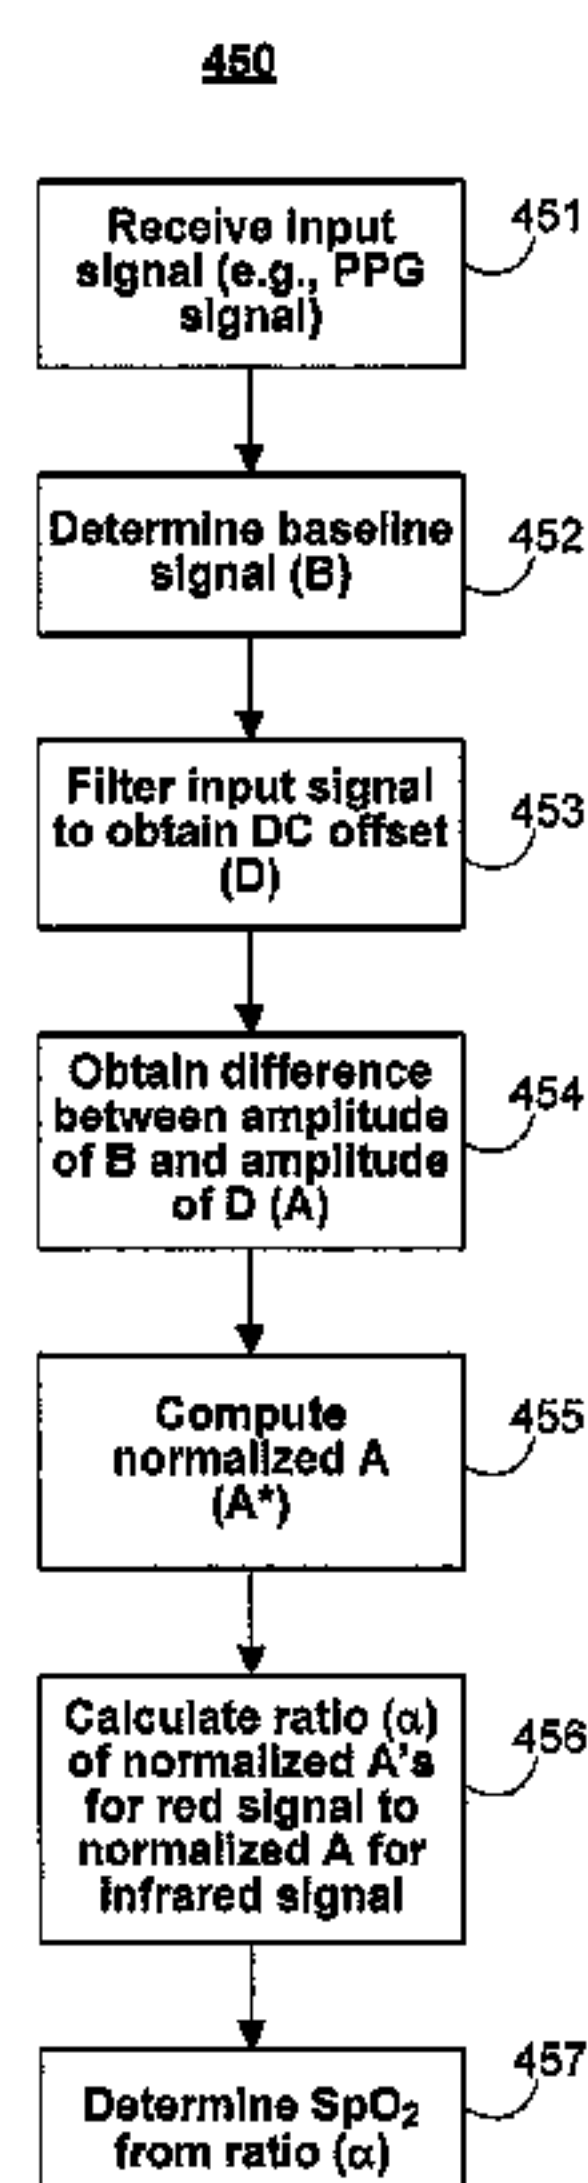 450
Receive input
signal (e.g., PPG
signal)
451
Determine baseline
signal (B)
452
Filter input signal
to obtain DC offset
(D)
453
Obtain difference
between amplitude
of B and amplitude
of D (A)
454
Compute
normalized A
(A*)
455
Calculate ratio (α)
of normalized A's
for red signal to
normalized A for
infrared signal
456
Determine SpO₂
from ratio (α)
457